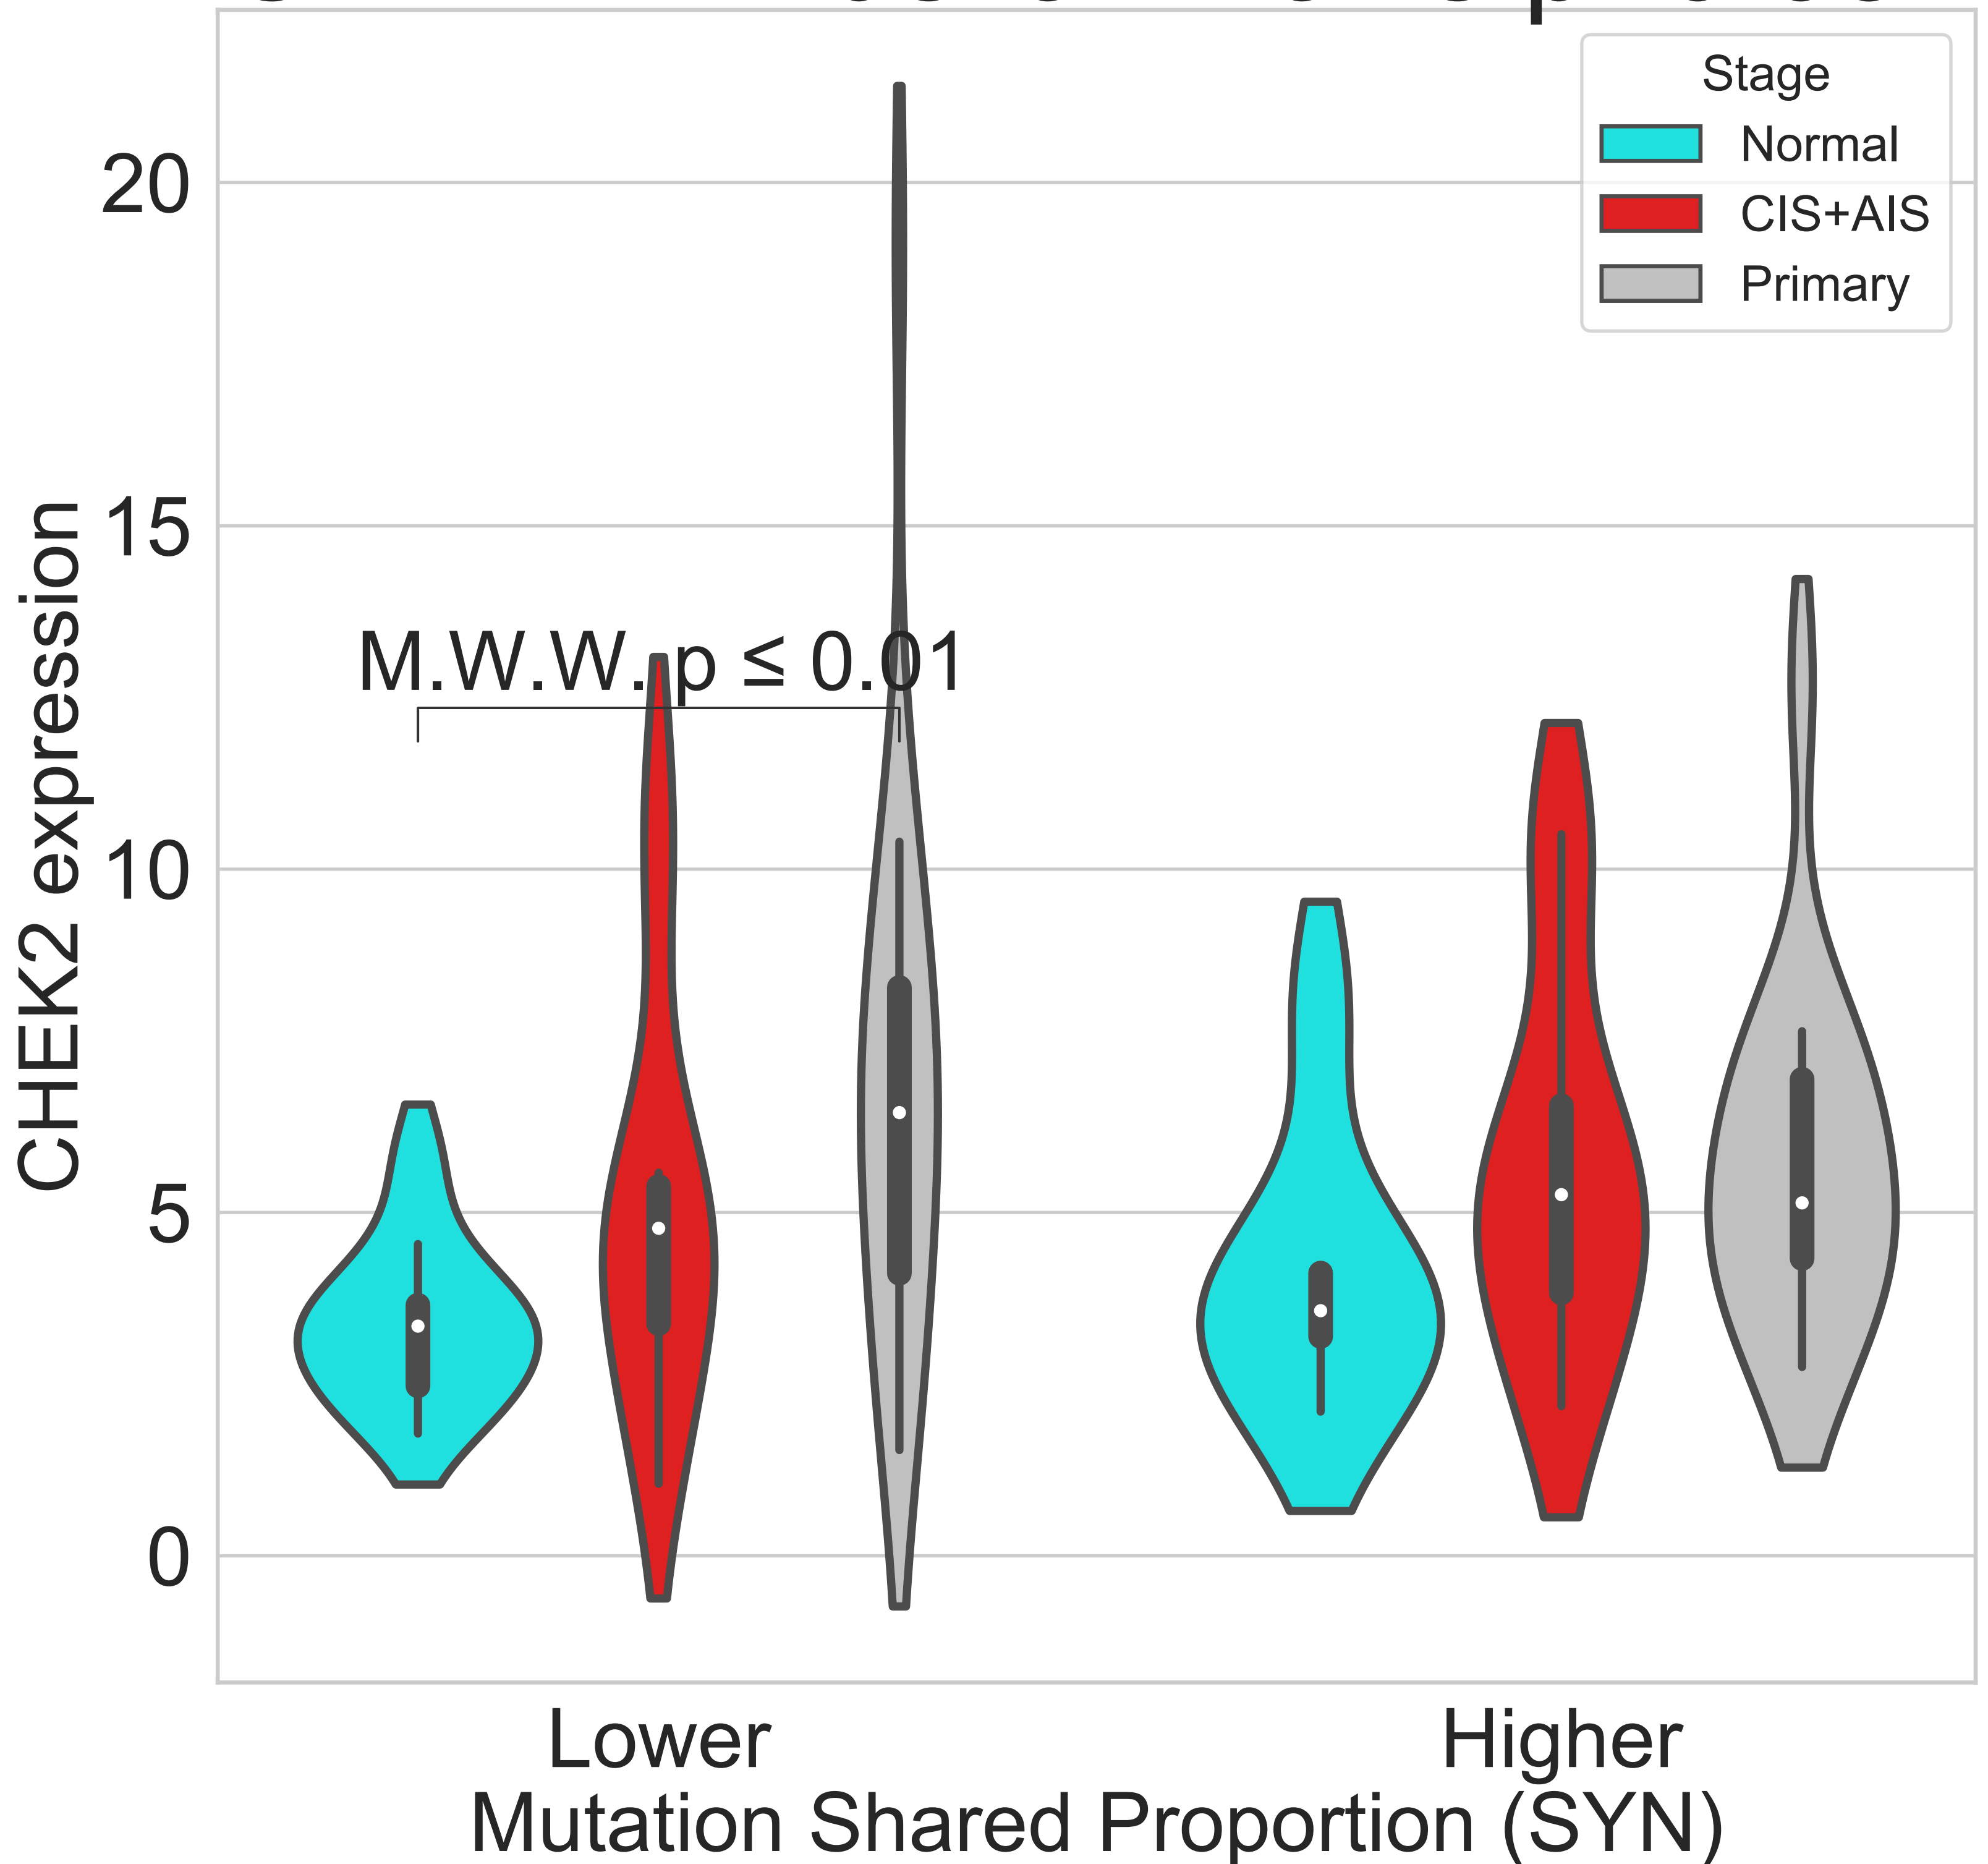 Stage
Normal
CIS+AIS
Primary
20
15
10
5
0
CHEK2 expression
M.W.W. p ≤ 0.01
Lower
Higher
Mutation Shared Proportion (SYN)